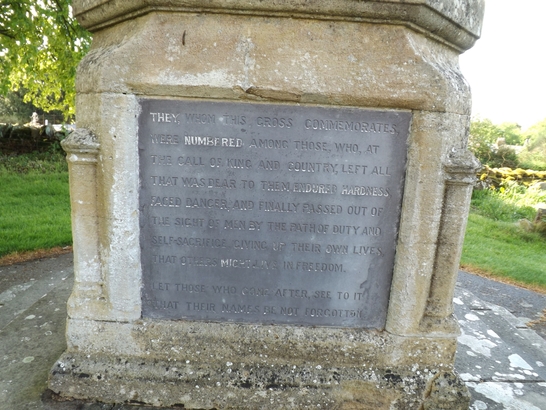 THEY WHOM THIS CROSS COMMEMORATES,
WERE NUMBERED AMONG THOSE WHO, AT
THE CALL OF KING AND COUNTRY, LEFT ALL
THAT WAS DEAR TO THEM, ENDURED HARDNESS
FACED DANGER, AND FINALLY PASSED OUT OF
THE SIGHT OF MEN BY THE PATH OF DUTY AND
SELF-SACRIFICE, GIVING UP THEIR OWN LIVES
THAT OTHERS MIGHT LIVE IN FREEDOM.
LET THOSE WHO COME AFTER, SEE TO IT
THAT THEIR NAMES BE NOT FORGOTTEN